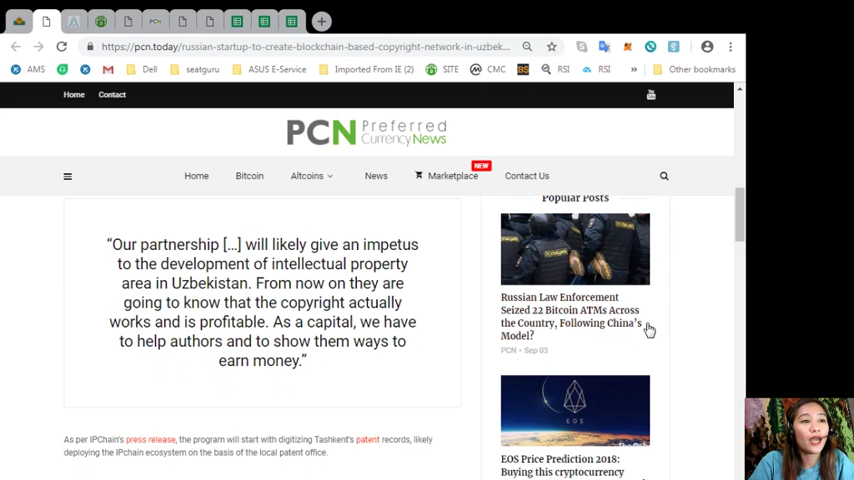 PCN
https://pcn.today/russian-startup-to-create-blockchain-based-copyright-network-in-uzbek...
AMS
Dell
seatguru
ASUS E-Service
Imported From IE (2)
SITE
CMC
RSI
RSI
Other bookmarks
Home
Contact
PCN Preferred
Currency News
NEW
Home
Bitcoin
Altcoins
News
Marketplace
Contact Us
“Our partnership [...] will likely give an impetus
to the development of intellectual property
area in Uzbekistan. From now on they are
going to know that the copyright actually
works and is profitable. As a capital, we have
to help authors and to show them ways to
earn money.”
As per IPChain's press release, the program will start with digitizing Tashkent's patent records, likely
deploying the IPchain ecosystem on the basis of the local patent office.
Popular Posts
Russian Law Enforcement
Seized 22 Bitcoin ATMs Across
the Country, Following China's
Model?
PCN • Sep 03
EOS
EOS Price Prediction 2018:
Buying this cryptocurrency